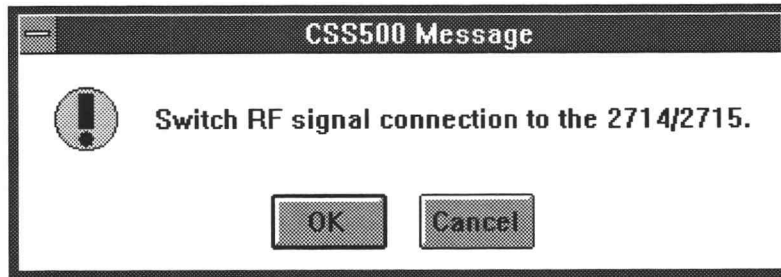 CSS500 Message
Switch RF signal connection to the 2714/2715.
OK
Cancel